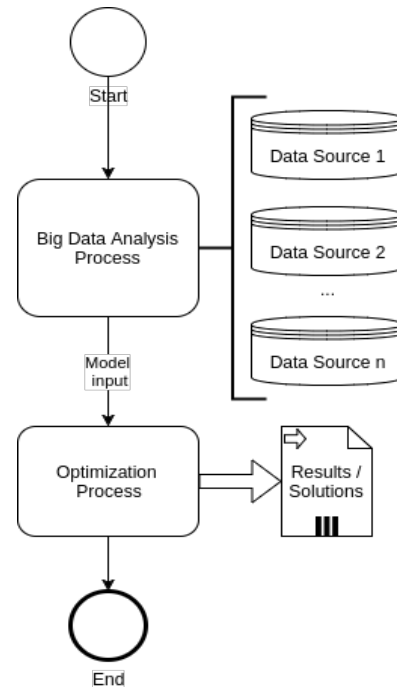 Start
Big Data Analysis
Process
Data Source 1
Data Source 2
...
Data Source n
Model
input
Optimization
Process
Results /
Solutions
End